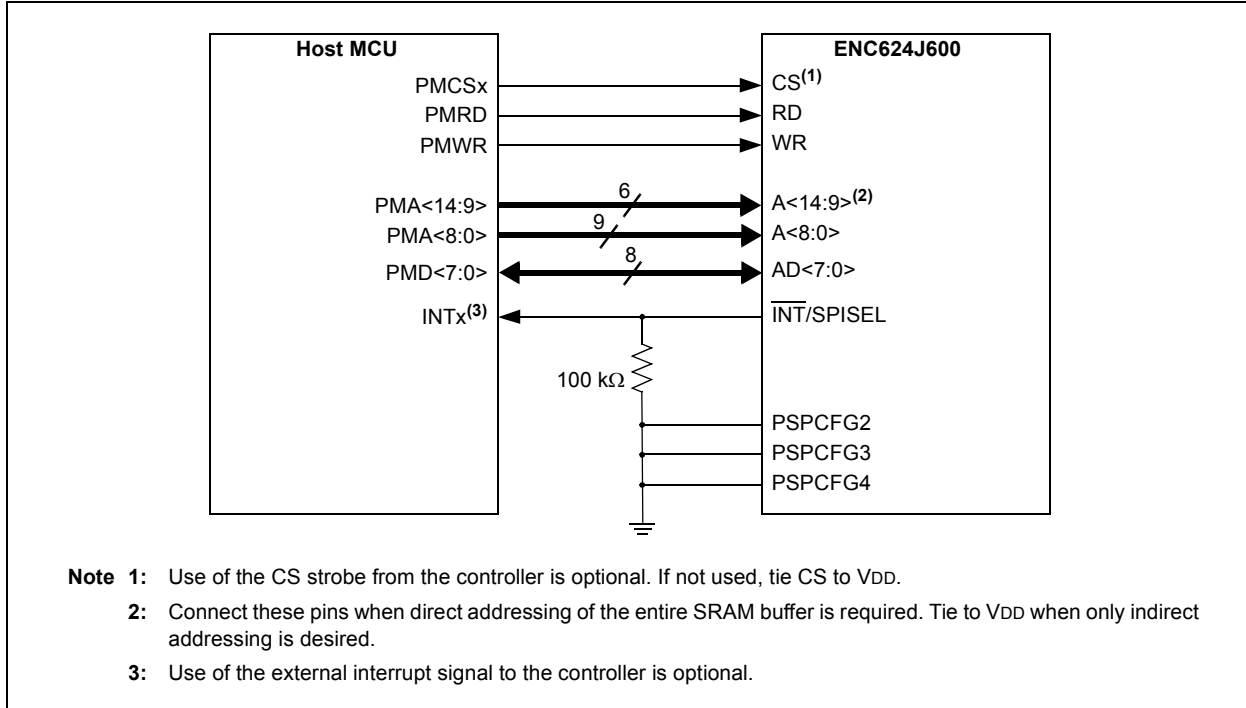 Host MCU
ENC624J600
PMCSx
CS(1)
PMRD
RD
PMWR
WR
PMA<14:9>
6
A<14:9>(2)
PMA<8:0>
9
A<8:0>
PMD<7:0>
8
AD<7:0>
INTx(3)
INT/SPISEL
100 kΩ
PSPCFG2
PSPCFG3
PSPCFG4
Note 1: Use of the CS strobe from the controller is optional. If not used, tie CS to VDD.
2: Connect these pins when direct addressing of the entire SRAM buffer is required. Tie to VDD when only indirect
addressing is desired.
3: Use of the external interrupt signal to the controller is optional.